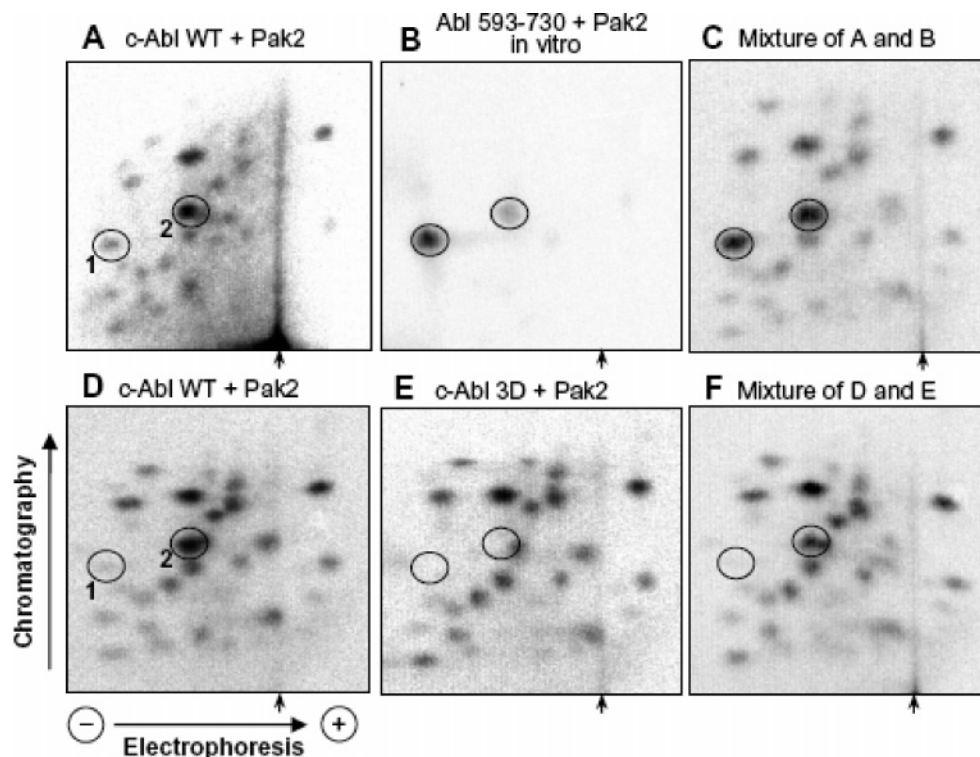 A c-Abl WT + Pak2
B Abl 593-730 + Pak2
in vitro
C Mixture of A and B
1
2
D c-Abl WT + Pak2
E c-Abl 3D + Pak2
F Mixture of D and E
1
2
Chromatography
− +
Electrophoresis